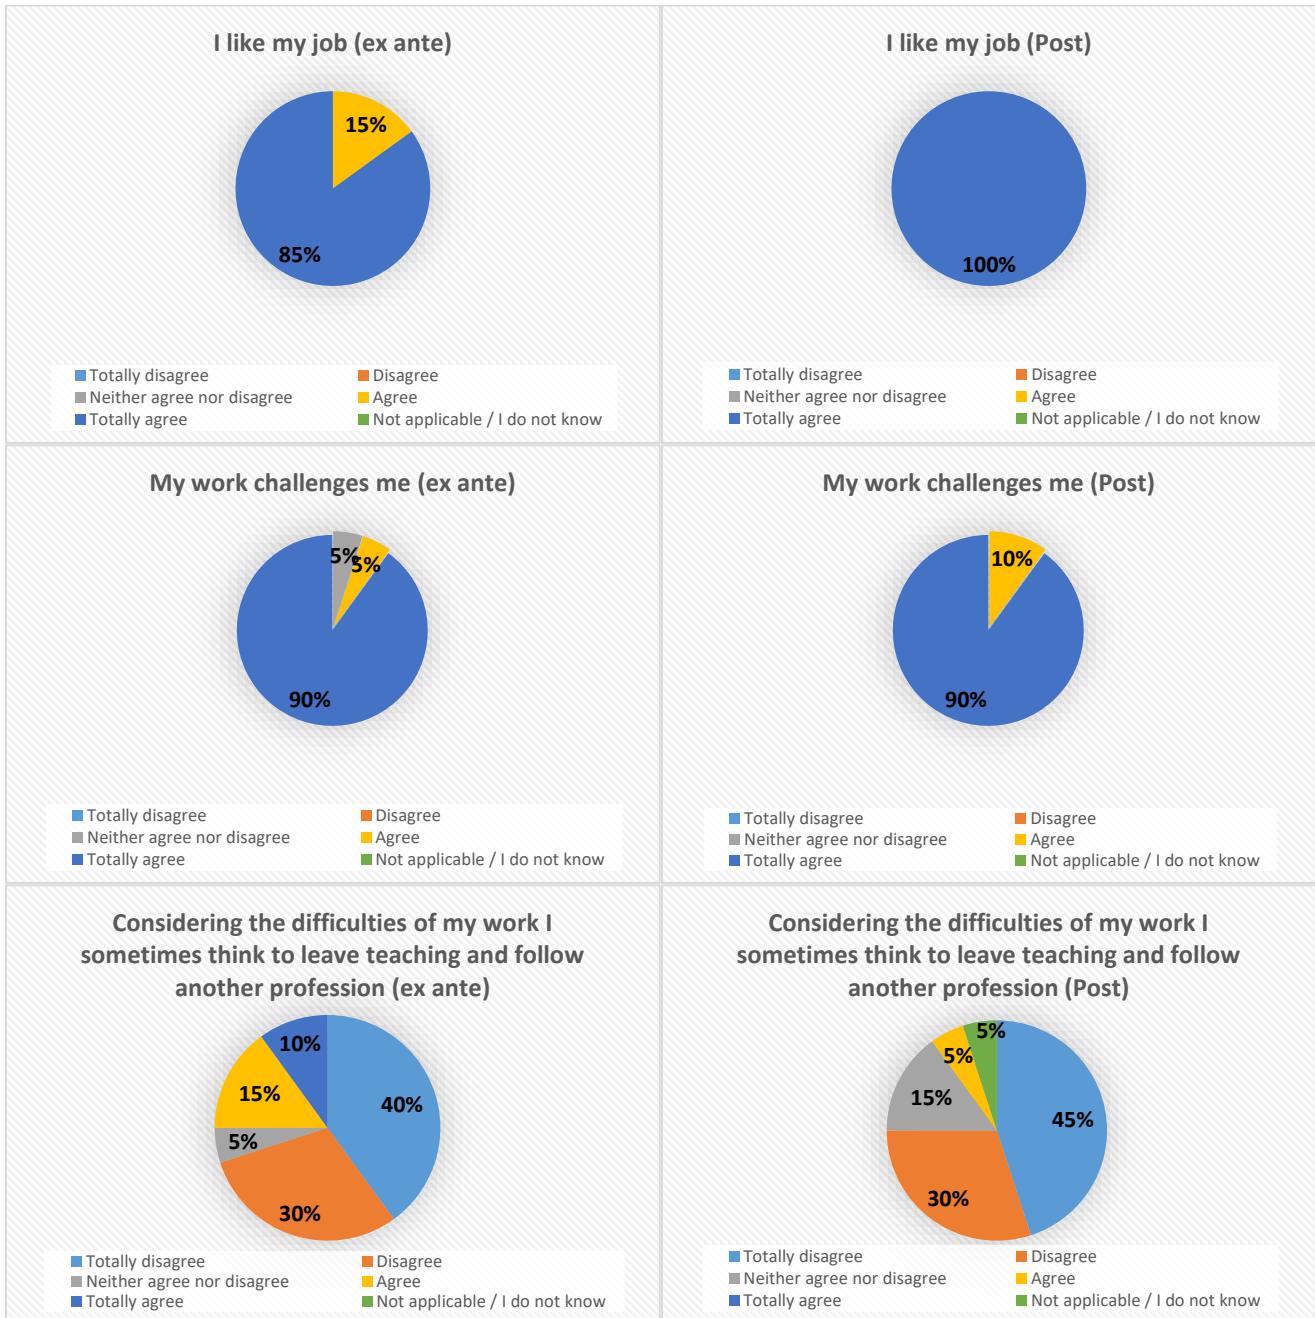 I like my job (ex ante)
15%
85%
Totally disagree
Disagree
Neither agree nor disagree
Agree
Totally agree
Not applicable / I do not know
I like my job (Post)
100%
Totally disagree
Disagree
Neither agree nor disagree
Agree
Totally agree
Not applicable / I do not know
My work challenges me (ex ante)
5%
5%
90%
Totally disagree
Disagree
Neither agree nor disagree
Agree
Totally agree
Not applicable / I do not know
My work challenges me (Post)
10%
90%
Totally disagree
Disagree
Neither agree nor disagree
Agree
Totally agree
Not applicable / I do not know
Considering the difficulties of my work I
sometimes think to leave teaching and follow
another profession (ex ante)
10%
15%
40%
5%
30%
Totally disagree
Disagree
Neither agree nor disagree
Agree
Totally agree
Not applicable / I do not know
Considering the difficulties of my work I
sometimes think to leave teaching and follow
another profession (Post)
5%
5%
15%
45%
30%
Totally disagree
Disagree
Neither agree nor disagree
Agree
Totally agree
Not applicable / I do not know